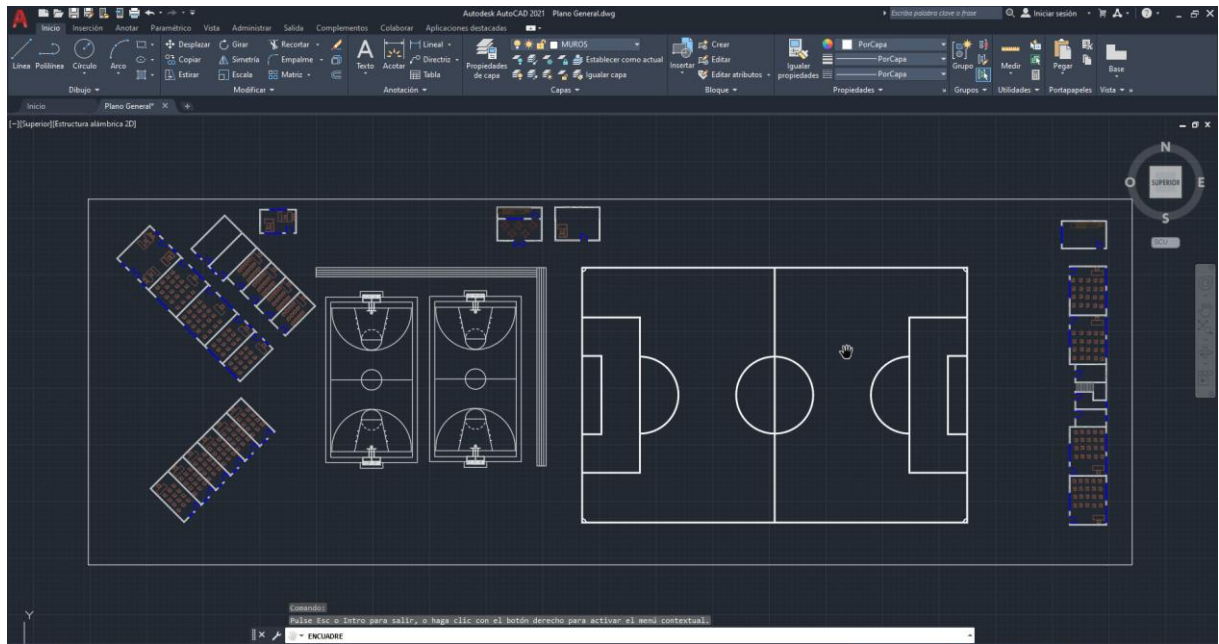 Autodesk AutoCAD 2021 Plano General.dwg
Escriba palabra clave o frase
Iniciar sesión
Inicio Inserción Anotar Paramétrico Vista Administrar Salida Complementos Colaborar Aplicaciones destacadas
Línea Polilínea Círculo Arco
Desplazar Girar Recortar
Copiar Simetría Empalme
Estirar Escala Matriz
Texto Acotar
Lineal
Directriz
Tabla
Propiedades de capa
MUROS
Establecer como actual
Igualar capa
Insertar
Crear
Editar
Editar atributos
Igualar propiedades
PorCapa
PorCapa
PorCapa
Grupo
Medir
Pegar
Base
Dibujo Modificar Anotación Capas Bloque Propiedades Grupos Utilidades Portapapeles Vista
Inicio Plano General*
[-][Superior][Estructura alámbrica 2D]
N
O SUPERIOR E
S
SCU
Y
Comando:
Pulse Esc o Intro para salir, o haga clic con el botón derecho para activar el menú contextual.
ENCUADRE